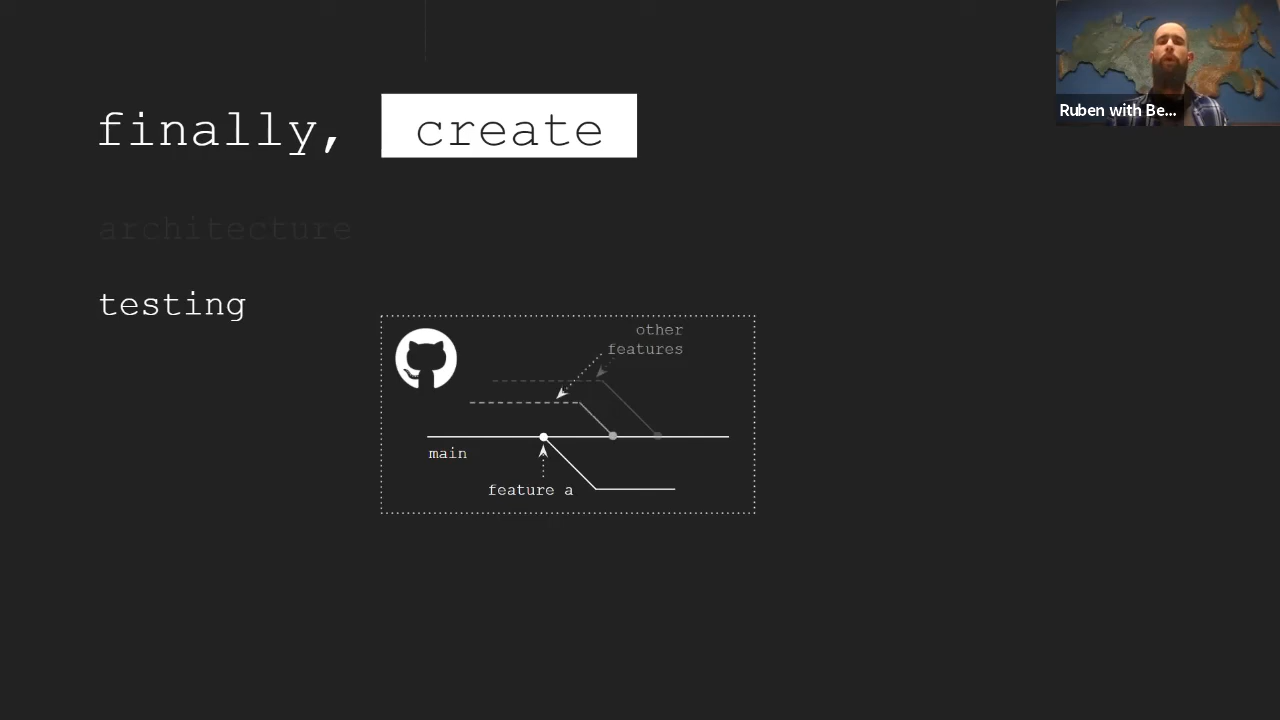 finally, create
Ruben with Be...
architecture
testing
other
features
main
feature a